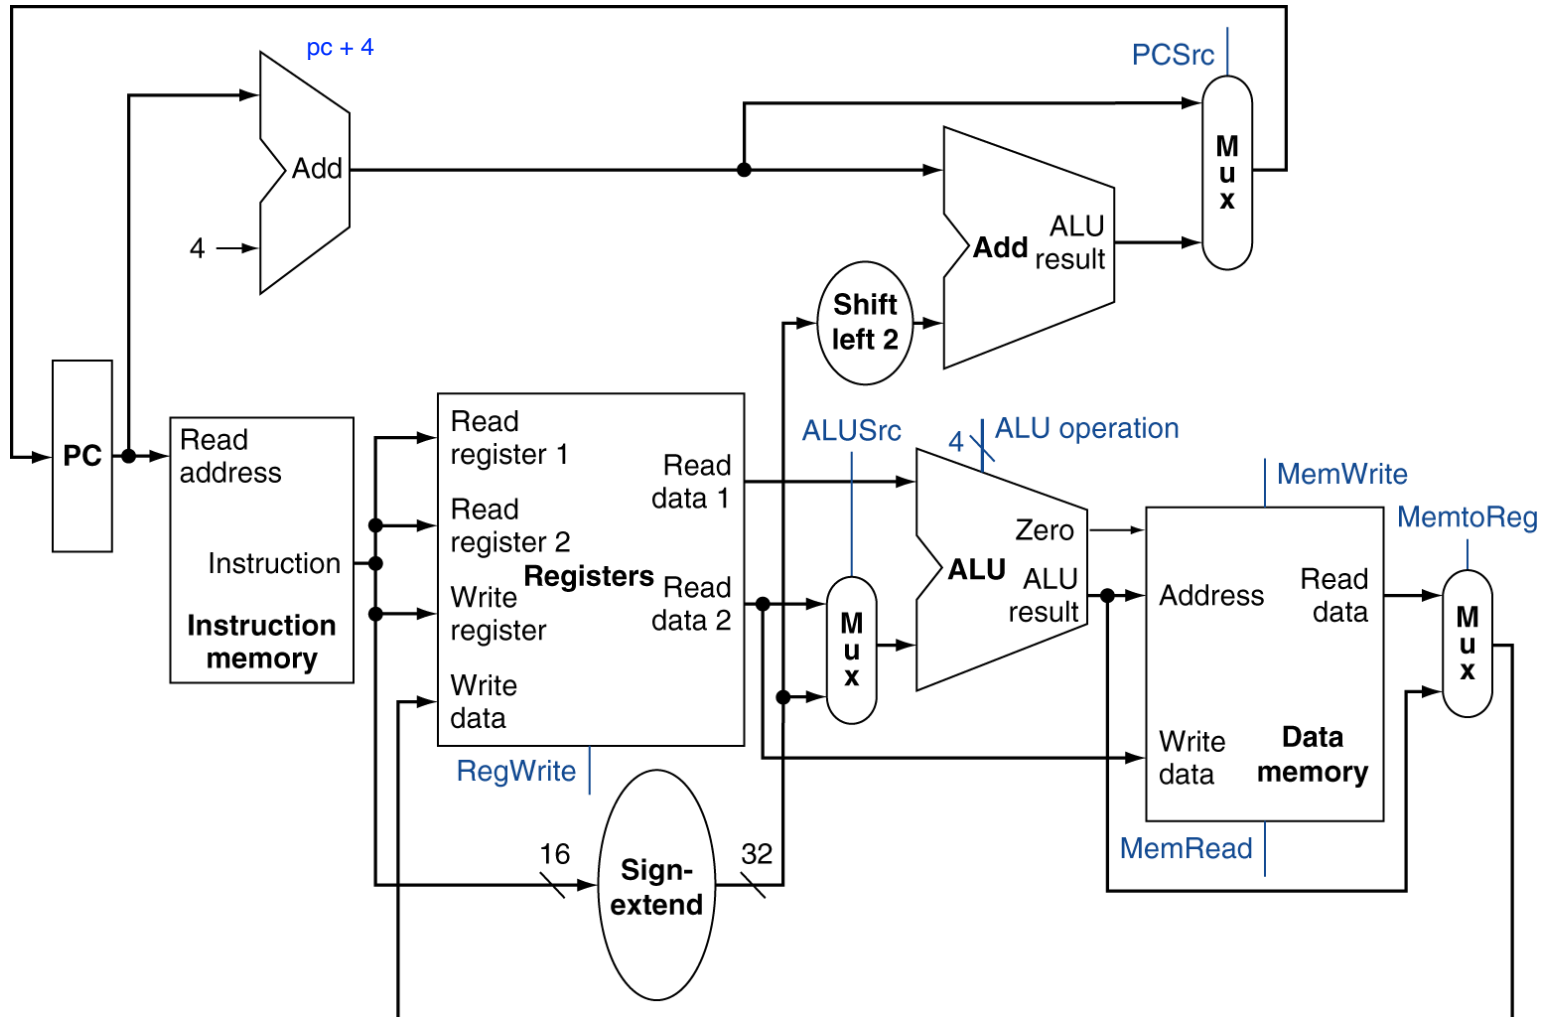 pc + 4
PCSrc
M
u
x
Add
ALU
Add result
4
Shift
left 2
PC
Read
address
Instruction
Instruction
memory
Read
register 1
Read
register 2
Registers
Write
register
Write
data
Read
data 1
Read
data 2
RegWrite
16
Sign-
extend
32
ALUSrc
M
u
x
4
ALU operation
Zero
ALU
ALU
result
MemWrite
MemtoReg
Address
Read
data
Write
data
Data
memory
MemRead
M
u
x